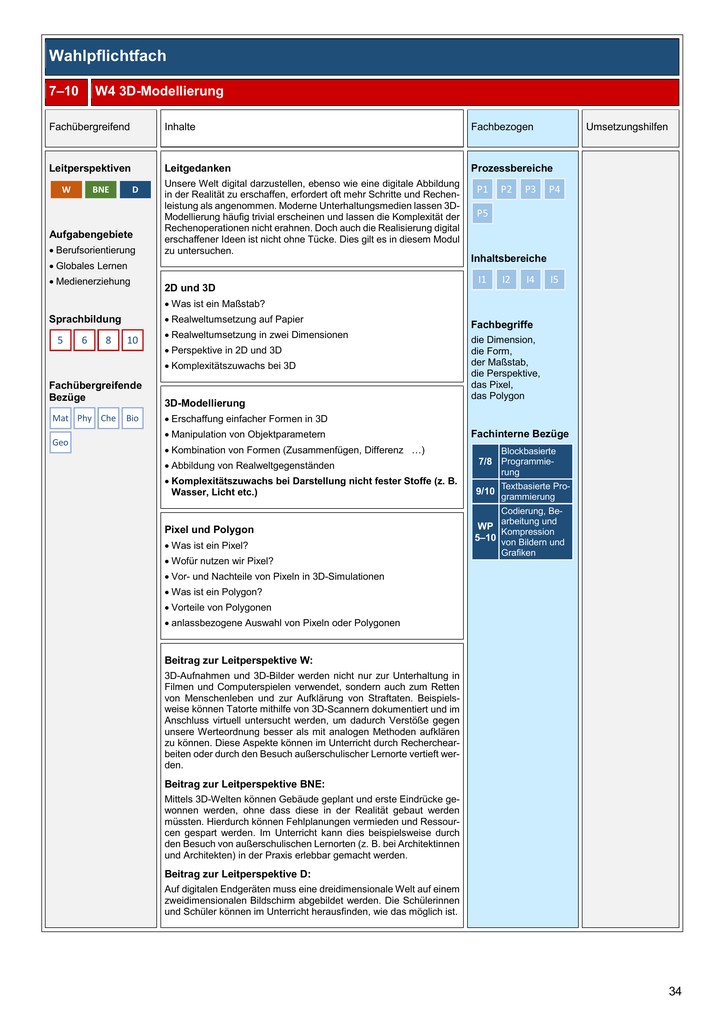 Wahlpflichtfach
7–10 W4 3D-Modellierung
Fachübergreifend
Inhalte
Fachbezogen
Umsetzungshilfen
Leitperspektiven
W BNE D
Aufgabengebiete
• Berufsorientierung
• Globales Lernen
• Medienerziehung
Sprachbildung
5 6 8 10
Fachübergreifende
Bezüge
Mat Phy Che Bio
Geo
Leitgedanken
Unsere Welt digital darzustellen, ebenso wie eine digitale Abbildung
in der Realität zu erschaffen, erfordert oft mehr Schritte und Rechen-
leistung als angenommen. Moderne Unterhaltungsmedien lassen 3D-
Modellierung häufig trivial erscheinen und lassen die Komplexität der
Rechenoperationen nicht erahnen. Doch auch die Realisierung digital
erschaffener Ideen ist nicht ohne Tücke. Dies gilt es in diesem Modul
zu untersuchen.
2D und 3D
• Was ist ein Maßstab?
• Realweltumsetzung auf Papier
• Realweltumsetzung in zwei Dimensionen
• Perspektive in 2D und 3D
• Komplexitätszuwachs bei 3D
3D-Modellierung
• Erschaffung einfacher Formen in 3D
• Manipulation von Objektparametern
• Kombination von Formen (Zusammenfügen, Differenz …)
• Abbildung von Realweltgegenständen
• Komplexitätszuwachs bei Darstellung nicht fester Stoffe (z. B.
Wasser, Licht etc.)
Pixel und Polygon
• Was ist ein Pixel?
• Wofür nutzen wir Pixel?
• Vor- und Nachteile von Pixeln in 3D-Simulationen
• Was ist ein Polygon?
• Vorteile von Polygonen
• anlassbezogene Auswahl von Pixeln oder Polygonen
Beitrag zur Leitperspektive W:
3D-Aufnahmen und 3D-Bilder werden nicht nur zur Unterhaltung in
Filmen und Computerspielen verwendet, sondern auch zum Retten
von Menschenleben und zur Aufklärung von Straftaten. Beispiels-
weise können Tatorte mithilfe von 3D-Scannern dokumentiert und im
Anschluss virtuell untersucht werden, um dadurch Verstöße gegen
unsere Werteordnung besser als mit analogen Methoden aufklären
zu können. Diese Aspekte können im Unterricht durch Recherchear-
beiten oder durch den Besuch außerschulischer Lernorte vertieft wer-
den.
Beitrag zur Leitperspektive BNE:
Mittels 3D-Welten können Gebäude geplant und erste Eindrücke ge-
wonnen werden, ohne dass diese in der Realität gebaut werden
müssten. Hierdurch können Fehlplanungen vermieden und Ressour-
cen gespart werden. Im Unterricht kann dies beispielsweise durch
den Besuch von außerschulischen Lernorten (z. B. bei Architektinnen
und Architekten) in der Praxis erlebbar gemacht werden.
Beitrag zur Leitperspektive D:
Auf digitalen Endgeräten muss eine dreidimensionale Welt auf einem
zweidimensionalen Bildschirm abgebildet werden. Die Schülerinnen
und Schüler können im Unterricht herausfinden, wie das möglich ist.
Prozessbereiche
P1 P2 P3 P4
P5
Inhaltsbereiche
I1 I2 I4 I5
Fachbegriffe
die Dimension,
die Form,
der Maßstab,
die Perspektive,
das Pixel,
das Polygon
Fachinterne Bezüge
7/8
Blockbasierte
Programmie-
rung
9/10
Textbasierte Pro-
grammierung
WP
5–10
Codierung, Be-
arbeitung und
Kompression
von Bildern und
Grafiken
34